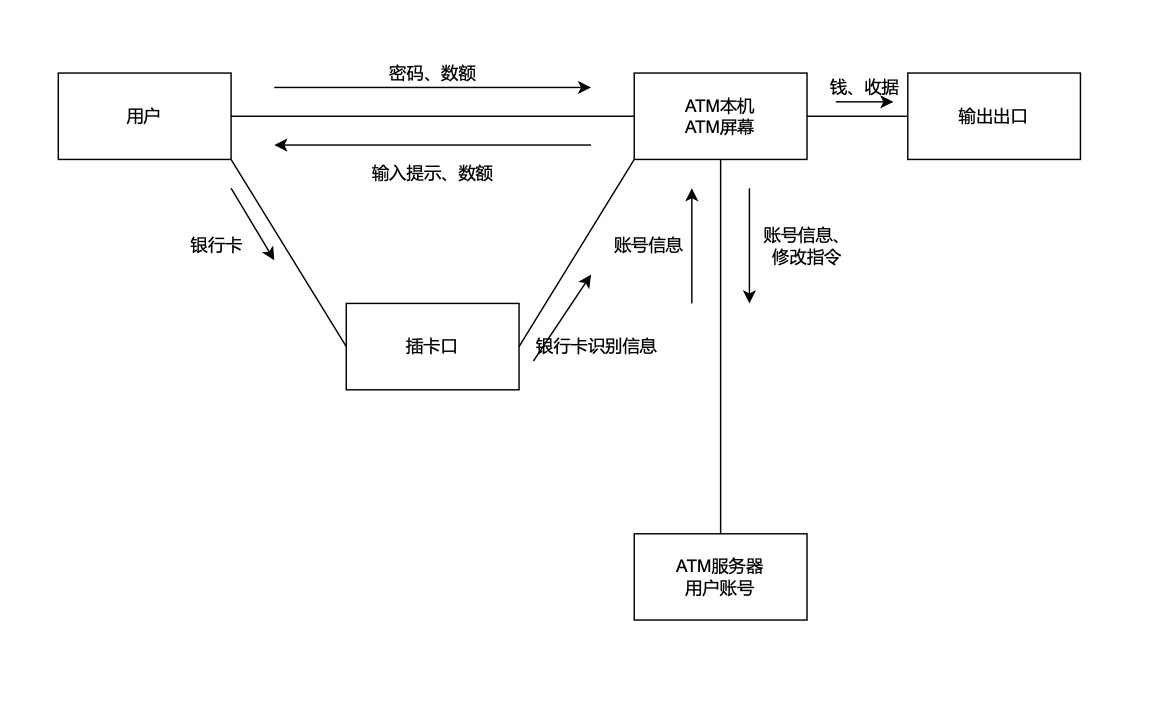 密码、数额
钱、收据
用户
ATM本机
ATM屏幕
输出出口
输入提示、数额
银行卡
账号信息
账号信息、
修改指令
插卡口
银行卡识别信息
ATM服务器
用户账号